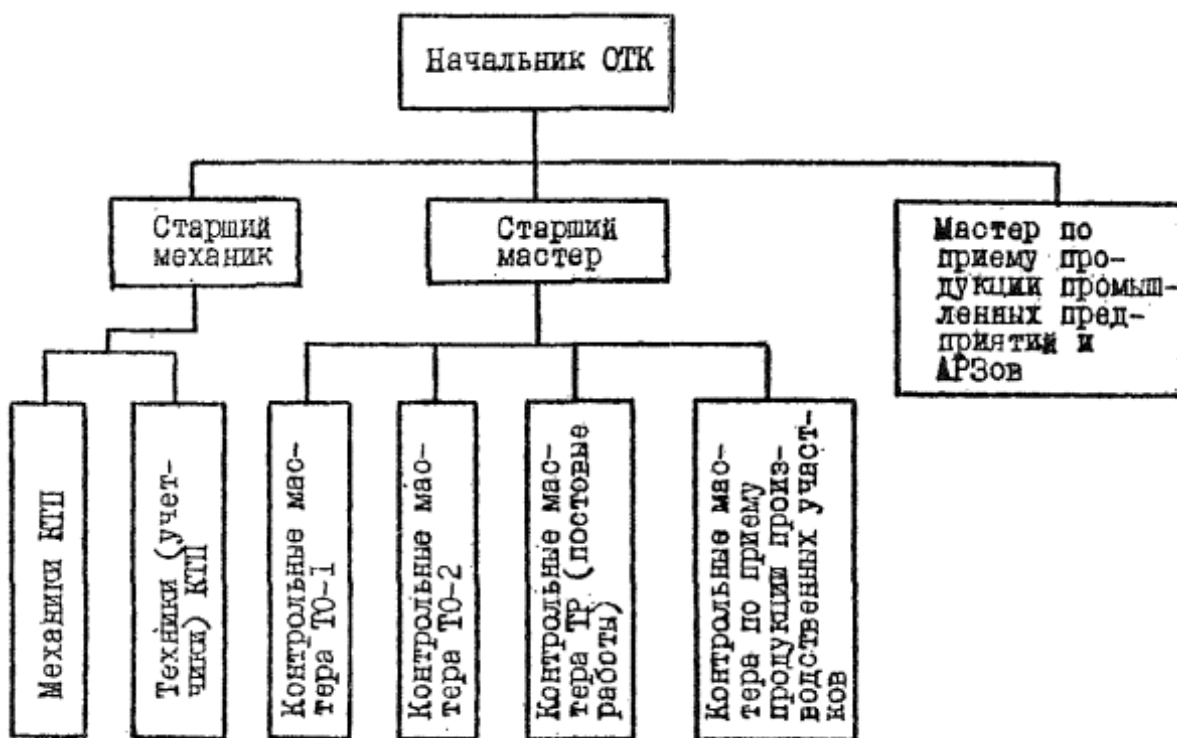 Начальник ОТК
Старший
механик
Старший
мастер
Мастер по
приему про-
дукции промыш-
ленных пред-
приятий и
АРЗов
Механики КТП
Техники (учет-
чики) КТП
Контрольные мас-
тера ТО-1
Контрольные мас-
тера ТО-2
Контрольные мас-
тера ТР (постовые
работы)
Контрольные мас-
тера по приему
продукции произ-
водственных участ-
ков